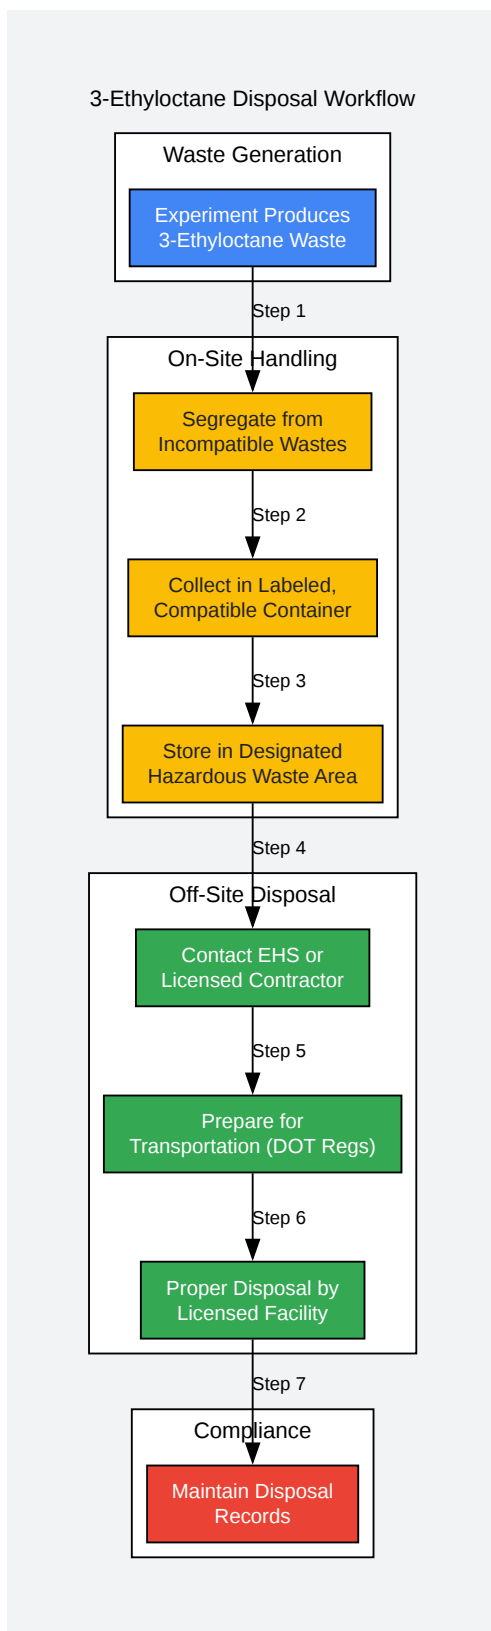 3-Ethyloctane Disposal Workflow
Waste Generation
Experiment Produces
3-Ethyloctane Waste
Step 1
On-Site Handling
Segregate from
Incompatible Wastes
Step 2
Collect in Labeled,
Compatible Container
Step 3
Store in Designated
Hazardous Waste Area
Step 4
Off-Site Disposal
Contact EHS or
Licensed Contractor
Step 5
Prepare for
Transportation (DOT Regs)
Step 6
Proper Disposal by
Licensed Facility
Step 7
Compliance
Maintain Disposal
Records